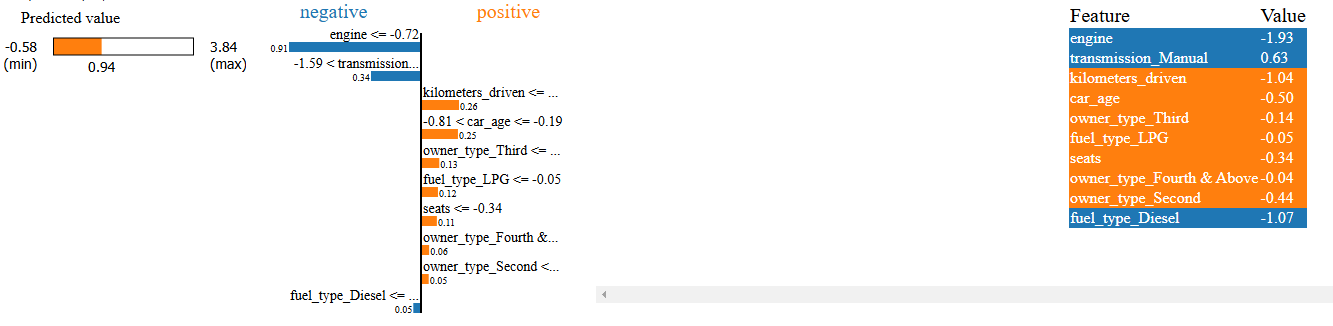 Predicted value
-0.58
(min)
3.84
(max)
0.94
negative
positive
engine <= -0.72
0.91
-1.59 < transmission...
0.34
kilometers_driven <= ...
0.26
-0.81 < car_age <= -0.19
0.25
owner_type_Third <= ...
0.13
fuel_type_LPG <= -0.05
0.12
seats <= -0.34
0.11
owner_type_Fourth &...
0.06
owner_type_Second <...
0.05
fuel_type_Diesel <= ...
0.05
Feature Value
engine -1.93
transmission_Manual 0.63
kilometers_driven -1.04
car_age -0.50
owner_type_Third -0.14
fuel_type_LPG -0.05
seats -0.34
owner_type_Fourth & Above -0.04
owner_type_Second -0.44
fuel_type_Diesel -1.07